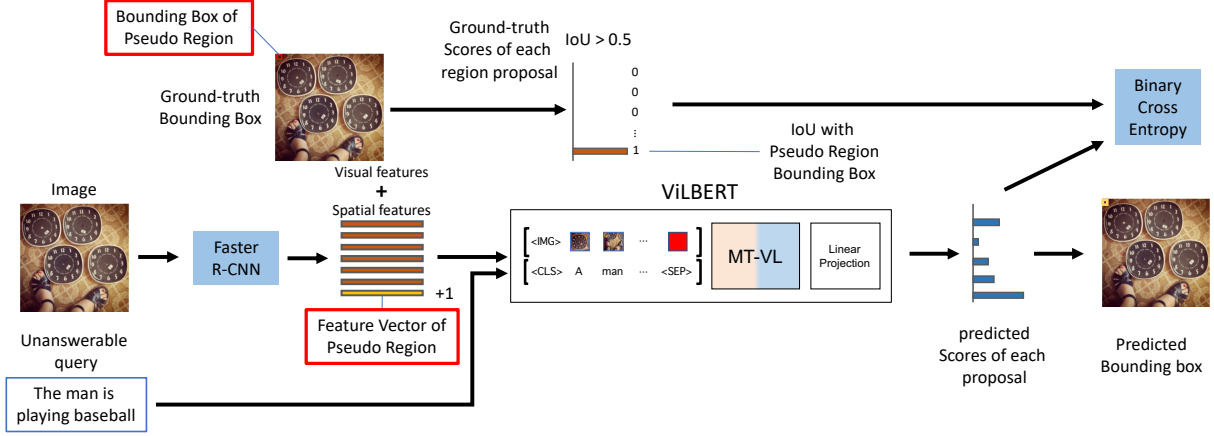 Bounding Box of
Pseudo Region
Ground-truth
Bounding Box
Ground-truth
Scores of each
region proposal
IoU > 0.5
0
0
0
...
1
IoU with
Pseudo Region
Bounding Box
Binary
Cross
Entropy
Image
Faster
R-CNN
Visual features
+
Spatial features
+1
Feature Vector of
Pseudo Region
Unanswerable
query
The man is
playing baseball
ViLBERT
<IMG> ...
<CLS> A man ... <SEP>
MT-VL
Linear
Projection
predicted
Scores of each
proposal
Predicted
Bounding box